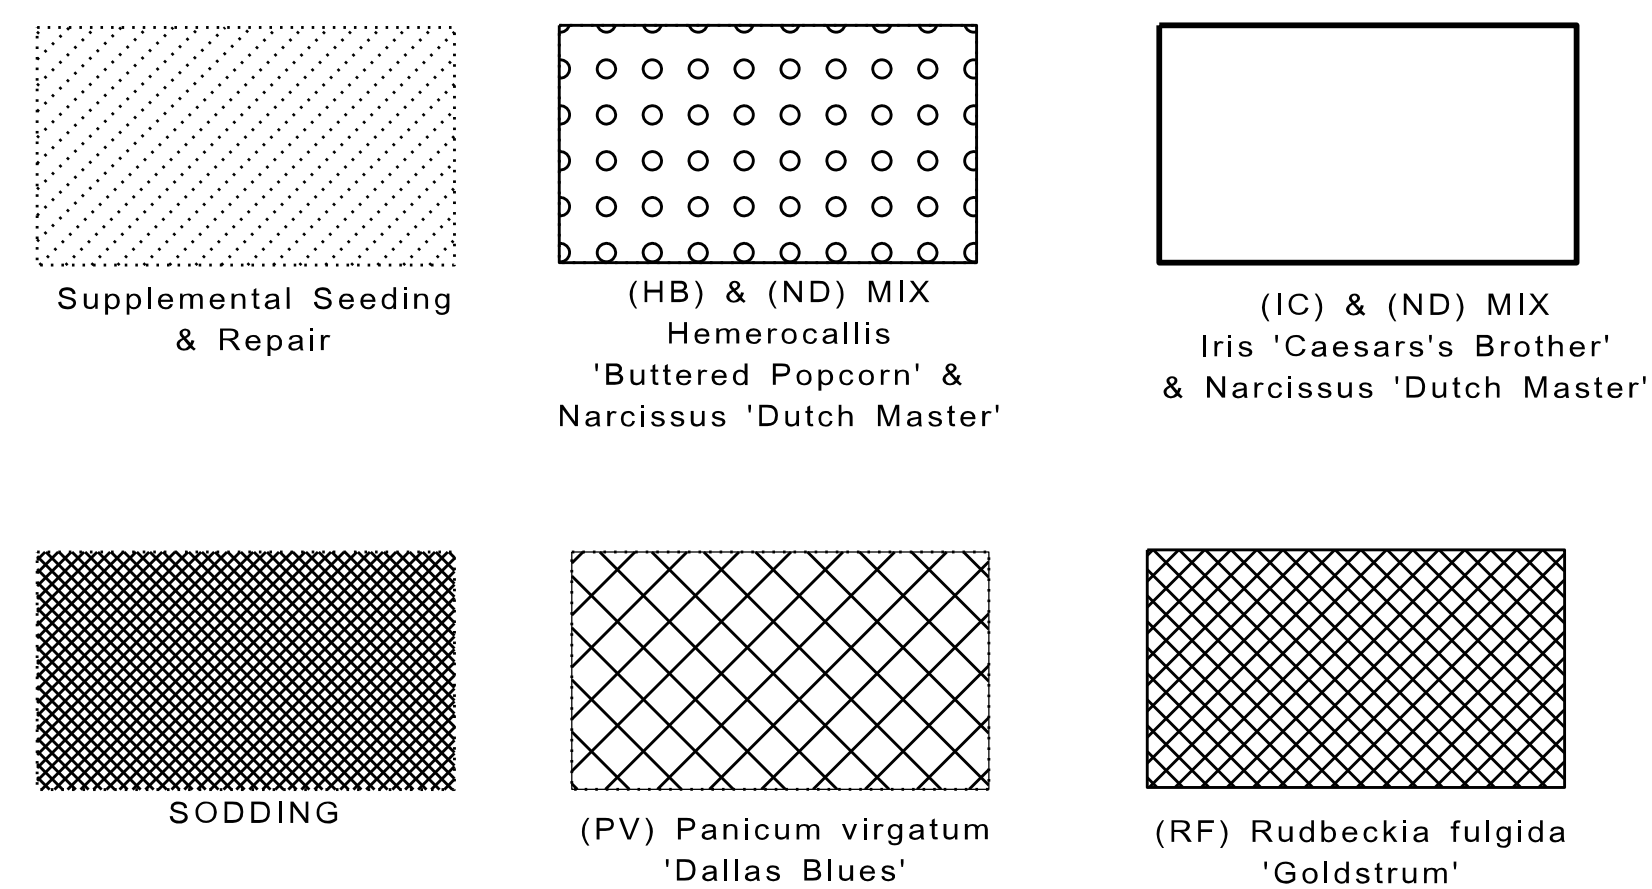 Supplemental Seeding
& Repair
(HB) & (ND) MIX
Hemerocallis
'Buttered Popcorn' &
Narcissus 'Dutch Master'
(IC) & (ND) MIX
Iris 'Caesars's Brother'
& Narcissus 'Dutch Master'
SODDING
(PV) Panicum virgatum
'Dallas Blues'
(RF) Rudbeckia fulgida
'Goldstrum'